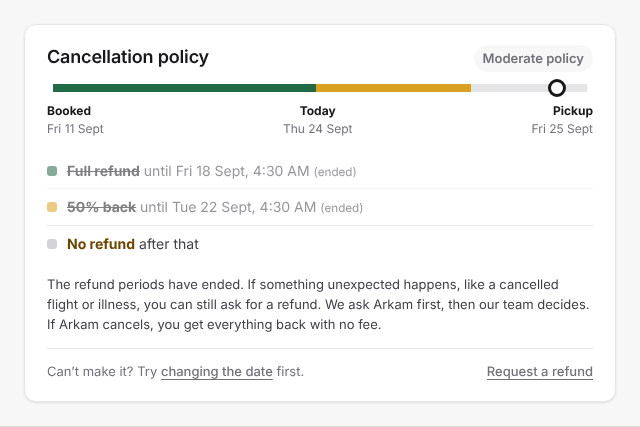 Cancellation policy
Moderate policy
Booked
Today
Pickup
Fri 11 Sept
Thu 24 Sept
Fri 25 Sept
Full refund until Fri 18 Sept, 4:30 AM (ended)
50% back until Tue 22 Sept, 4:30 AM (ended)
No refund after that
The refund periods have ended. If something unexpected happens, like a cancelled
flight or illness, you can still ask for a refund. We ask Arkam first, then our team decides.
If Arkam cancels, you get everything back with no fee.
Can’t make it? Try changing the date first.
Request a refund